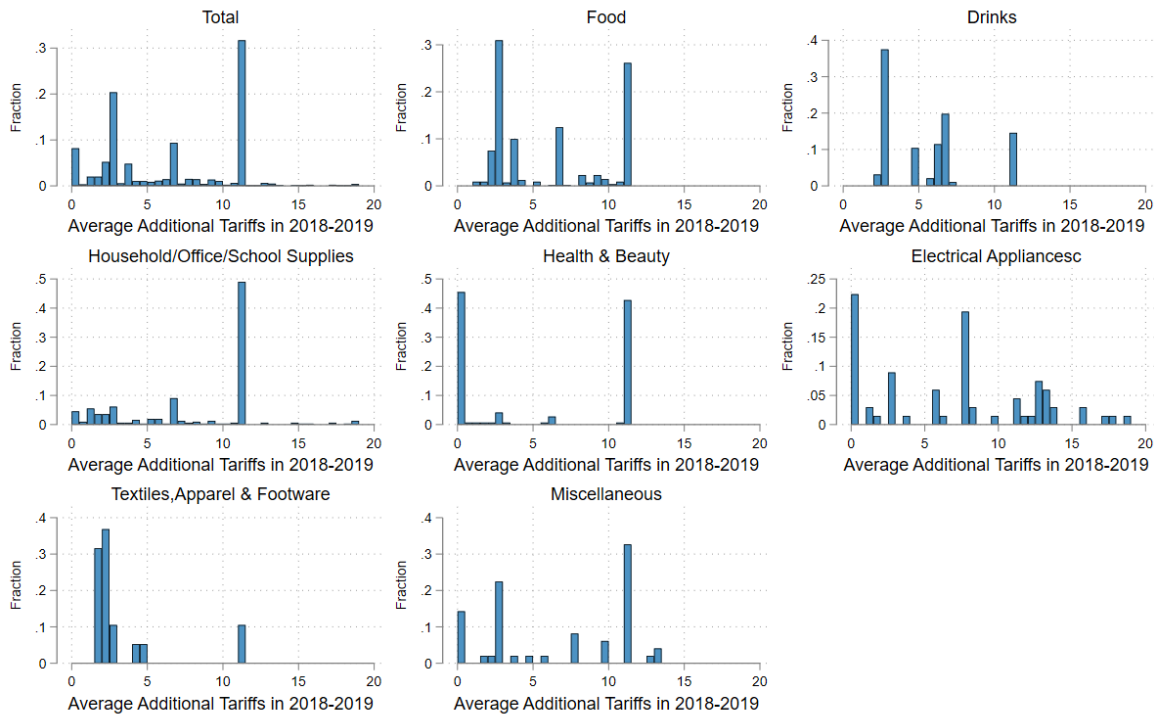 Total
Fraction
.3
.2
.1
0
0 5 10 15 20
Average Additional Tariffs in 2018-2019
Food
Fraction
.3
.2
.1
0
0 5 10 15 20
Average Additional Tariffs in 2018-2019
Drinks
Fraction
.4
.3
.2
.1
0
0 5 10 15 20
Average Additional Tariffs in 2018-2019
Household/Office/School Supplies
Fraction
.5
.4
.3
.2
.1
0
0 5 10 15 20
Average Additional Tariffs in 2018-2019
Health & Beauty
Fraction
.5
.4
.3
.2
.1
0
0 5 10 15 20
Average Additional Tariffs in 2018-2019
Electrical Appliancesc
Fraction
.25
.2
.15
.1
.05
0
0 5 10 15 20
Average Additional Tariffs in 2018-2019
Textiles,Apparel & Footware
Fraction
.4
.3
.2
.1
0
0 5 10 15 20
Average Additional Tariffs in 2018-2019
Miscellaneous
Fraction
.4
.3
.2
.1
0
0 5 10 15 20
Average Additional Tariffs in 2018-2019